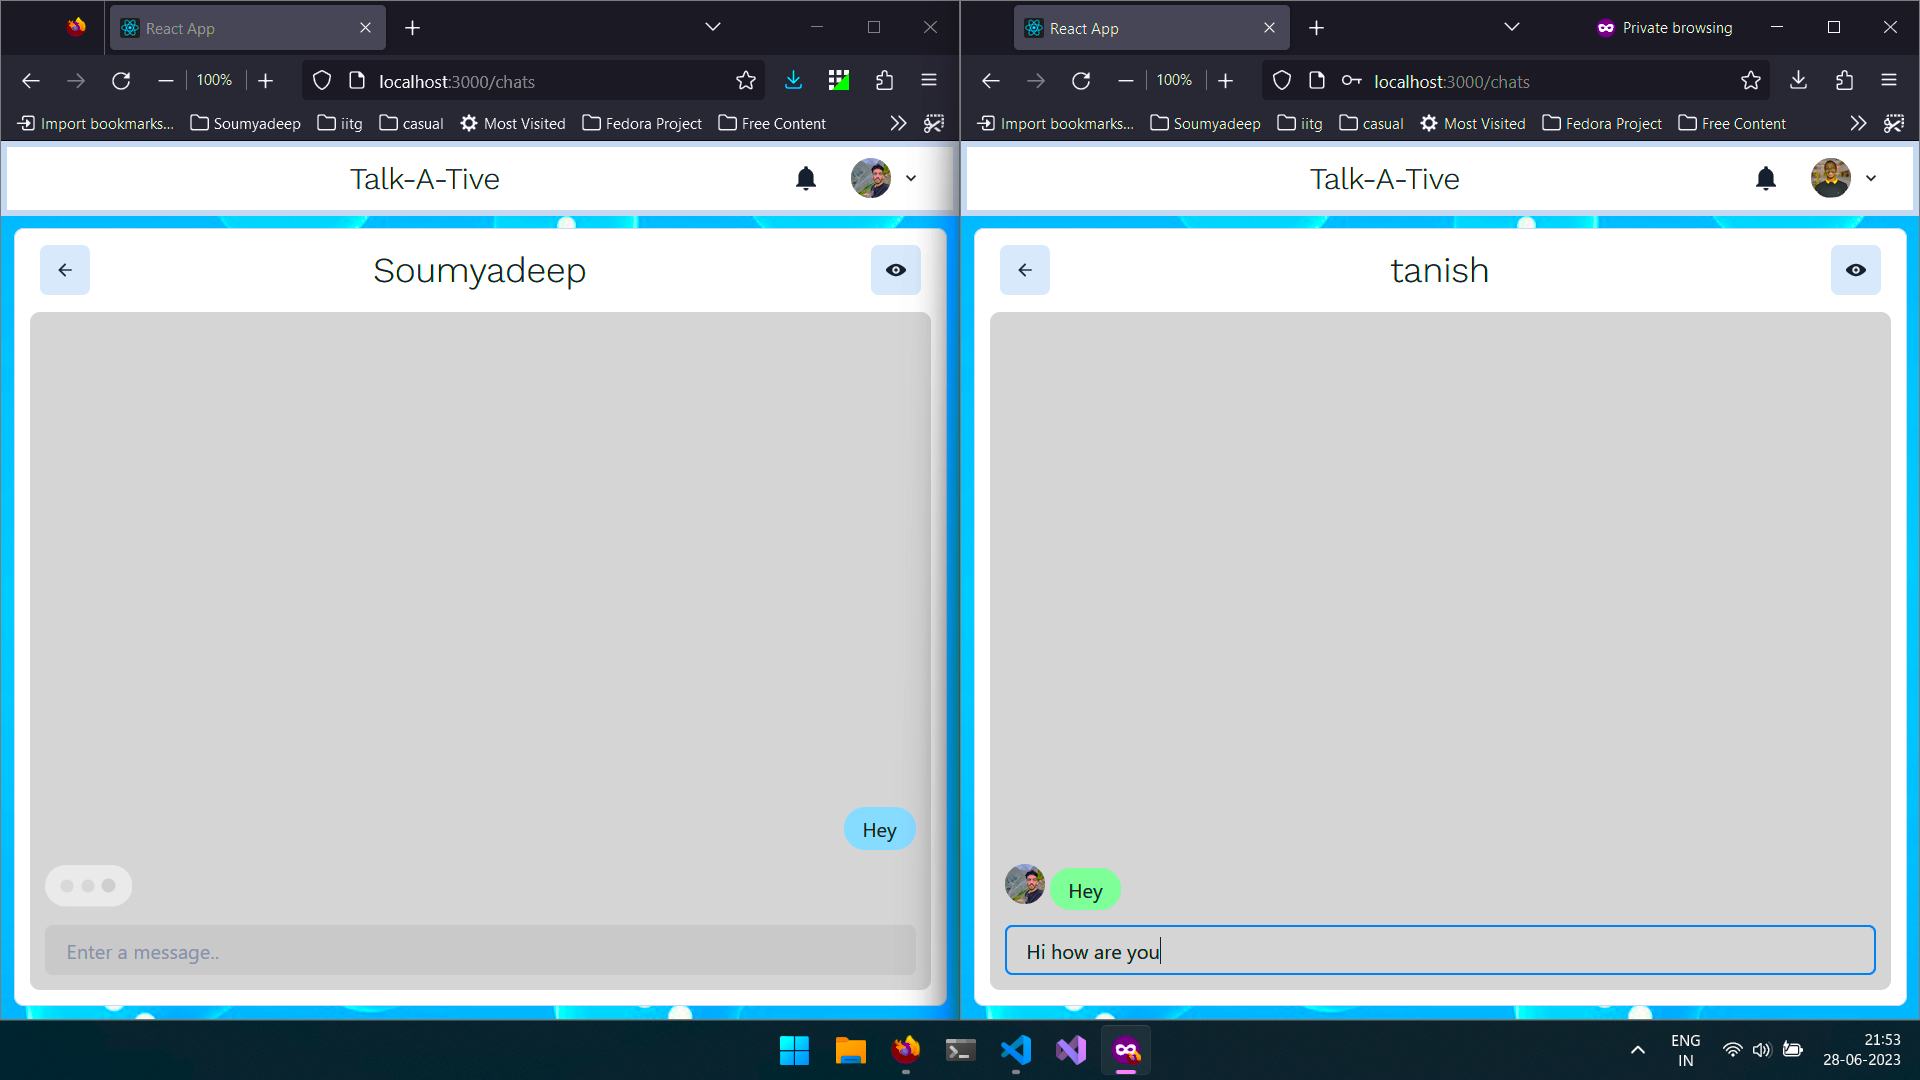 React App
100%
localhost:3000/chats
Import bookmarks...
Soumyadeep
iitg
casual
Most Visited
Fedora Project
Free Content
Talk-A-Tive
Soumyadeep
Hey
Enter a message..
React App
Private browsing
100%
localhost:3000/chats
Import bookmarks...
Soumyadeep
iitg
casual
Most Visited
Fedora Project
Free Content
Talk-A-Tive
tanish
Hey
Hi how are you
ENG
IN
21:53
28-06-2023